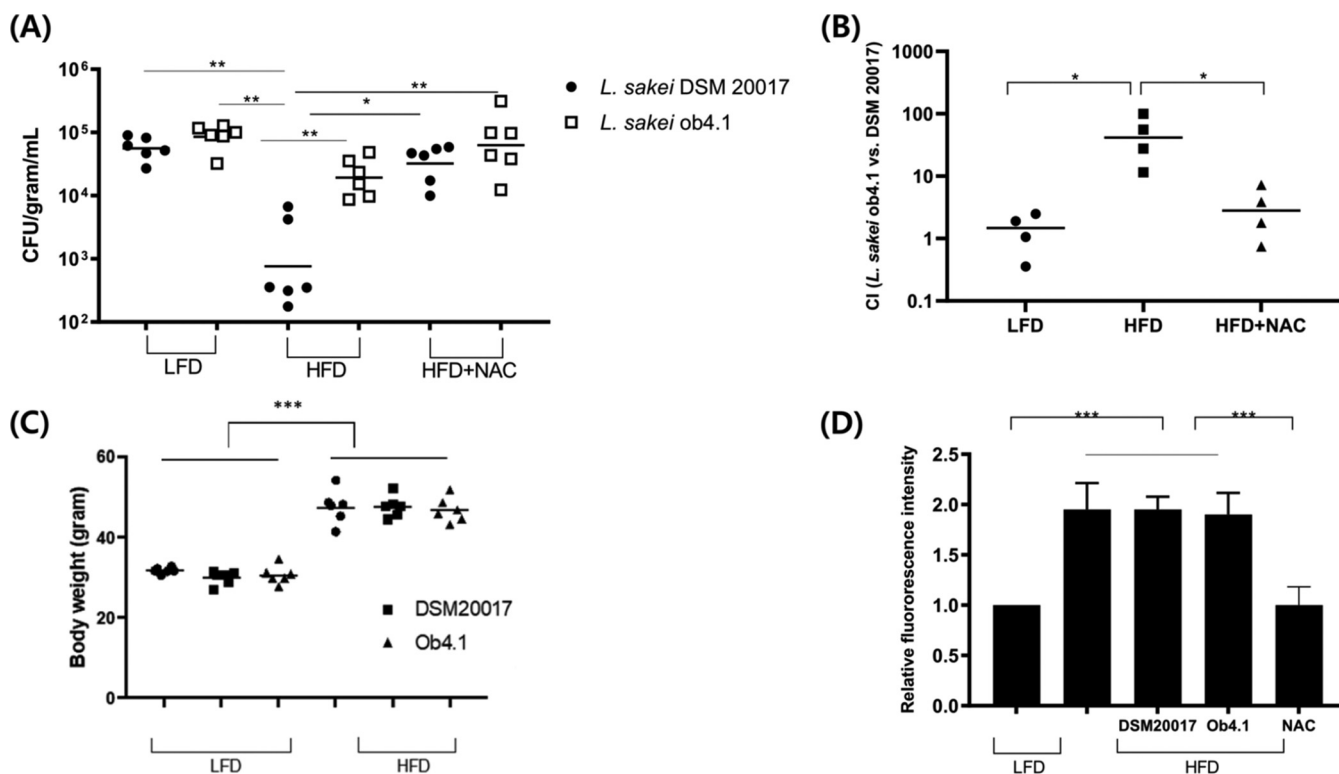 (A)
CFU/gram/mL
10⁶
10⁵
10⁴
10³
10²
**
**
**
*
**
L. sakei DSM 20017
L. sakei ob4.1
LFD
HFD
HFD+NAC
(B)
CI (L. sakei ob4.1 vs. DSM 20017)
1000
100
10
1
0.1
*
*
LFD
HFD
HFD+NAC
(C)
Body weight (gram)
60
40
20
0
***
DSM20017
Ob4.1
LFD
HFD
(D)
Relative fluororescence intensity
2.5
2.0
1.5
1.0
0.5
0.0
***
***
DSM20017 Ob4.1 NAC
LFD
HFD